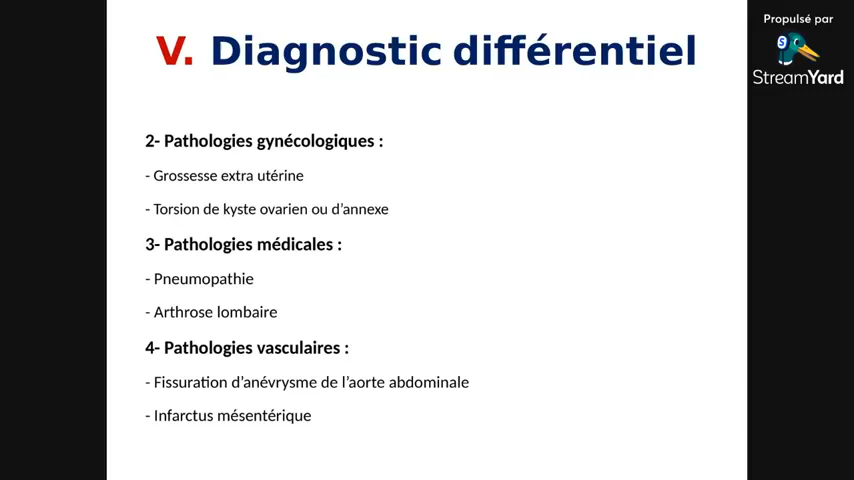 V. Diagnostic différentiel
Propulsé par
StreamYard
2- Pathologies gynécologiques :
- Grossesse extra utérine
- Torsion de kyste ovarien ou d’annexe
3- Pathologies médicales :
- Pneumopathie
- Arthrose lombaire
4- Pathologies vasculaires :
- Fissuration d’anévrysme de l’aorte abdominale
- Infarctus mésentérique